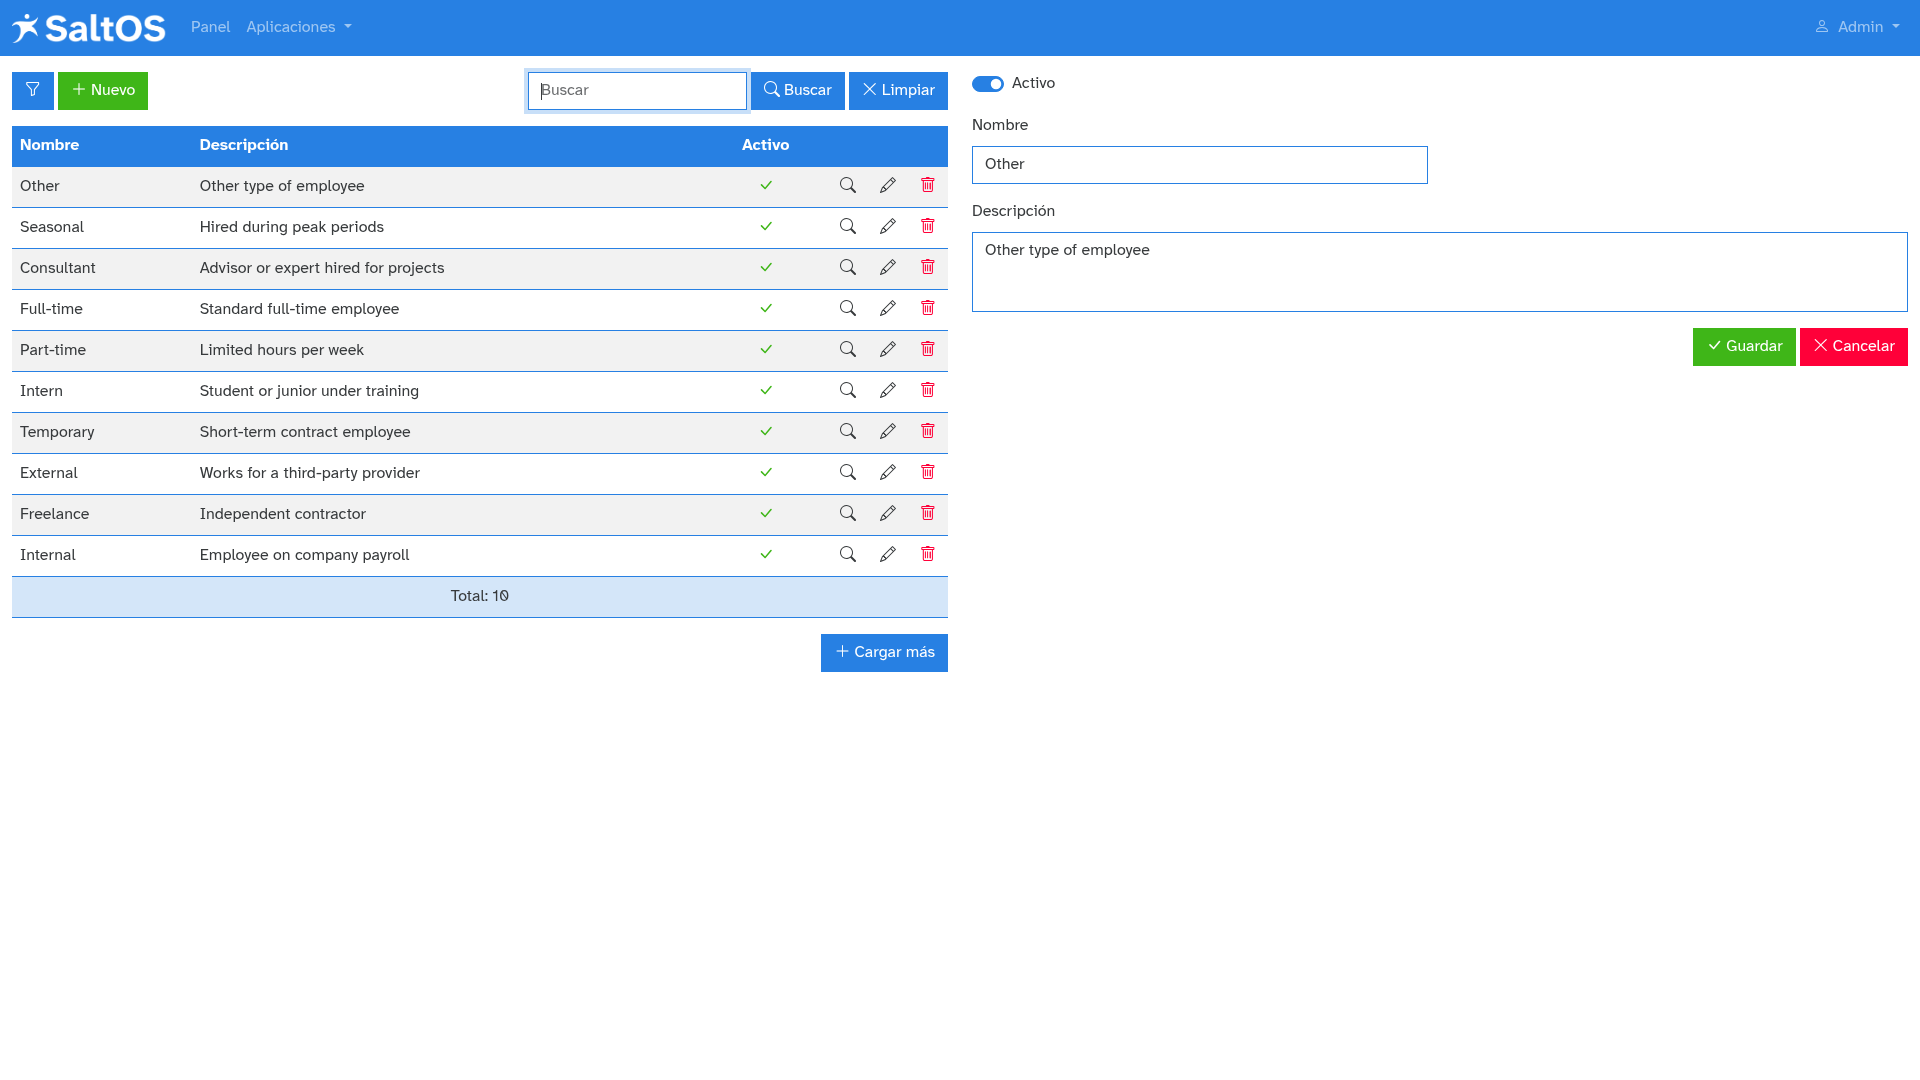 SaltOS Panel Aplicaciones Admin
Nuevo Buscar Buscar Limpiar
Nombre Descripción Activo
Other Other type of employee
Seasonal Hired during peak periods
Consultant Advisor or expert hired for projects
Full-time Standard full-time employee
Part-time Limited hours per week
Intern Student or junior under training
Temporary Short-term contract employee
External Works for a third-party provider
Freelance Independent contractor
Internal Employee on company payroll
Total: 10
Cargar más
Activo
Nombre
Other
Descripción
Other type of employee
Guardar Cancelar